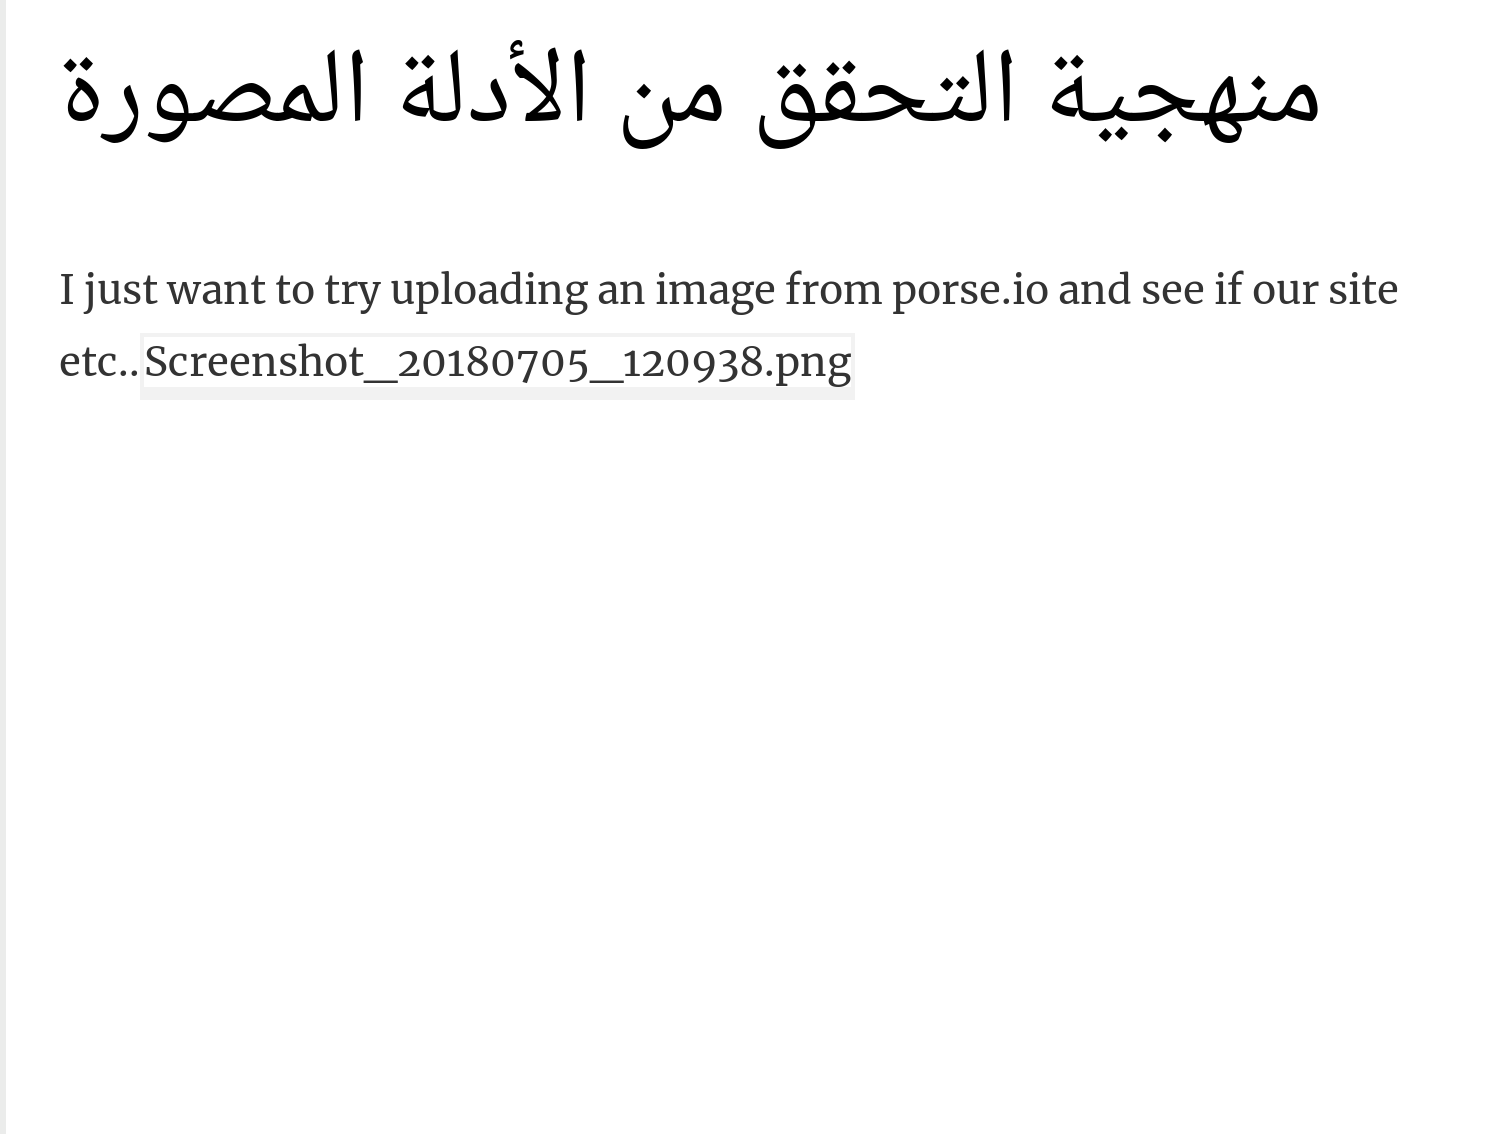 منهجية التحقق من الأدلة المصورة
I just want to try uploading an image from porse.io and see if our site
etc..Screenshot_20180705_120938.png